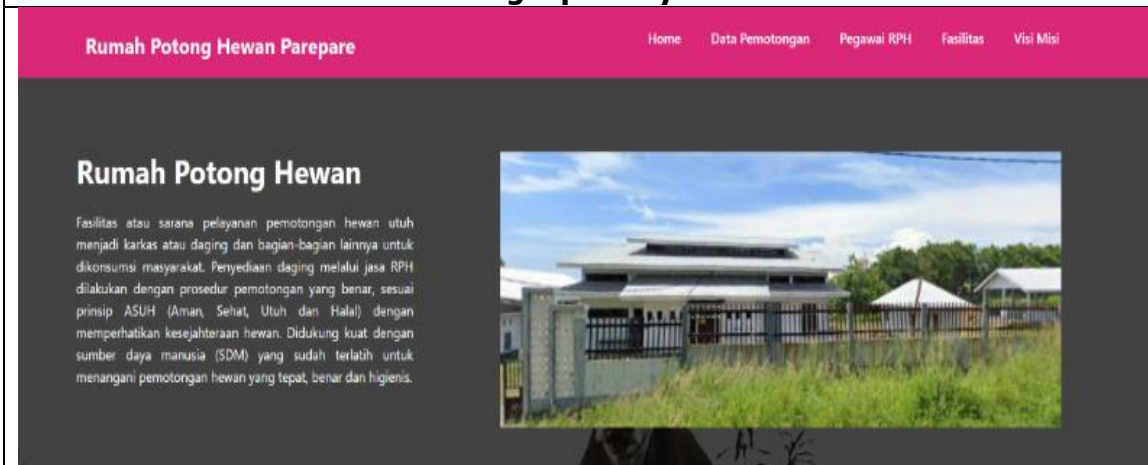 Rumah Potong Hewan Parepare
Home Data Pemotongan Pegawai RPH Fasilitas Visi Misi
Rumah Potong Hewan
Fasilitas atau sarana pelayanan pemotongan hewan utuh
menjadi karkas atau daging dan bagian-bagian lainnya untuk
dikonsumsi masyarakat. Penyediaan daging melalui jasa RPH
dilakukan dengan prosedur pemotongan yang benar, sesuai
prinsip ASUH (Aman, Sehat, Utuh dan Halal) dengan
memperhatikan kesejahteraan hewan. Didukung kuat dengan
sumber daya manusia (SDM) yang sudah terlatih untuk
menangani pemotongan hewan yang tepat, benar dan higienis.